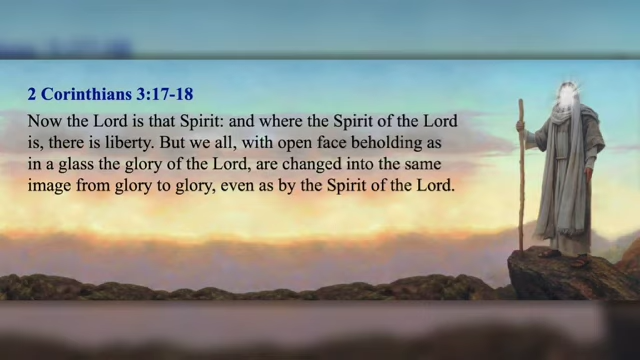 2 Corinthians 3:17-18
Now the Lord is that Spirit: and where the Spirit of the Lord
is, there is liberty. But we all, with open face beholding as
in a glass the glory of the Lord, are changed into the same
image from glory to glory, even as by the Spirit of the Lord.